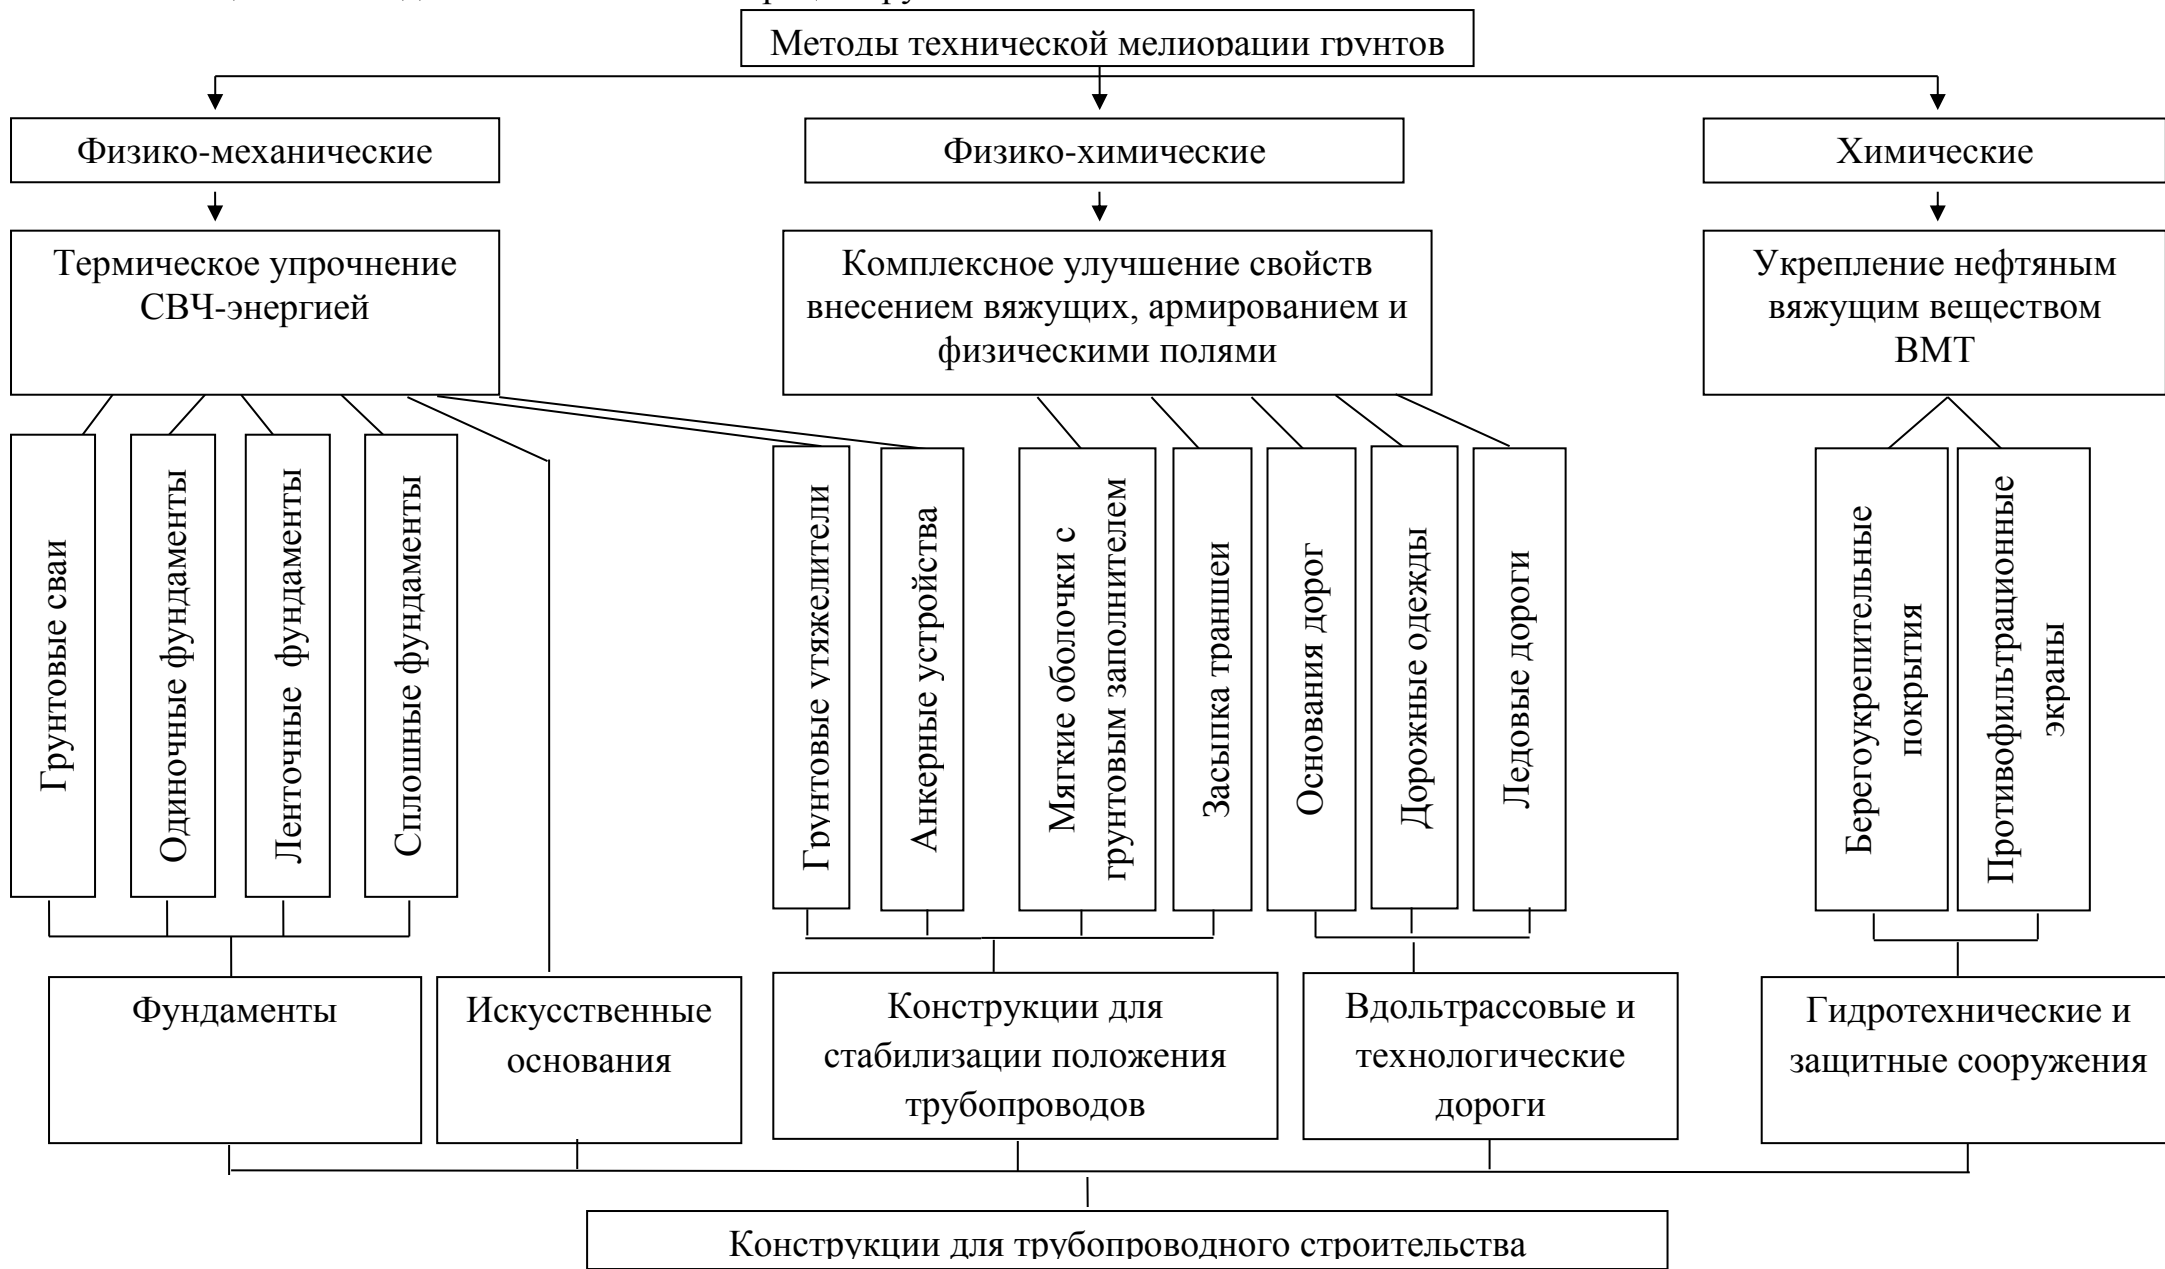 Методы технической мелиорации грунтов
Физико-механические
Физико-химические
Химические
Термическое упрочнение
СВЧ-энергией
Комплексное улучшение свойств
внесением вяжущих, армированием и
физическими полями
Укрепление нефтяным
вяжущим веществом
ВМТ
Грунтовые сваи
Одиночные фундаменты
Ленточные фундаменты
Сплошные фундаменты
Грунтовые утяжелители
Анкерные устройства
Мягкие оболочки с
грунтовым заполнителем
Засыпка траншеи
Основания дорог
Дорожные одежды
Ледовые дороги
Берегоукрепительные
покрытия
Противофильтрационные
экраны
Фундаменты
Искусственные
основания
Конструкции для
стабилизации положения
трубопроводов
Вдольтрассовые и
технологические
дороги
Гидротехнические и
защитные сооружения
Конструкции для трубопроводного строительства